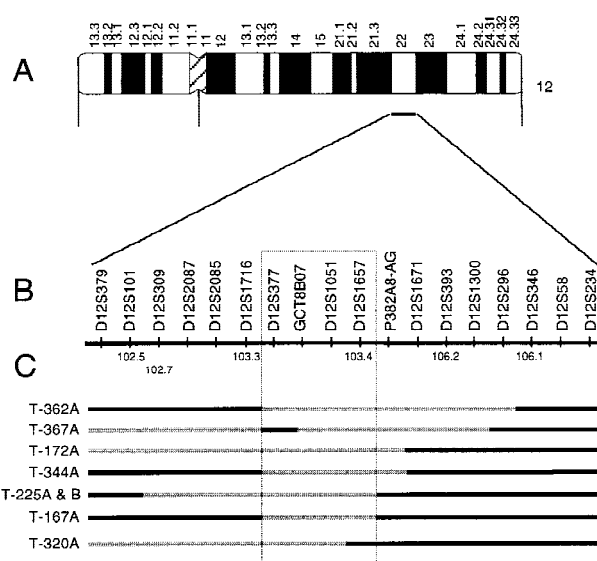 13.3 13.2 13.1 12.3 12.1 12.2 11.2 11.1 11 12 13.1 13.2 13.3 14 15 21.1 21.2 21.3 22 23 24.1 24.2 24.31 24.32 24.33
A
12
B
D12S379 D12S101 D12S309 D12S2087 D12S2085 D12S1716 D12S377 GCT8B07 D12S1051 D12S1657 P382A8-AG D12S1671 D12S393 D12S1300 D12S296 D12S346 D12S58 D12S234
102.5 103.3 103.4 106.2 106.1
102.7
C
T-362A
T-367A
T-172A
T-344A
T-225A & B
T-167A
T-320A